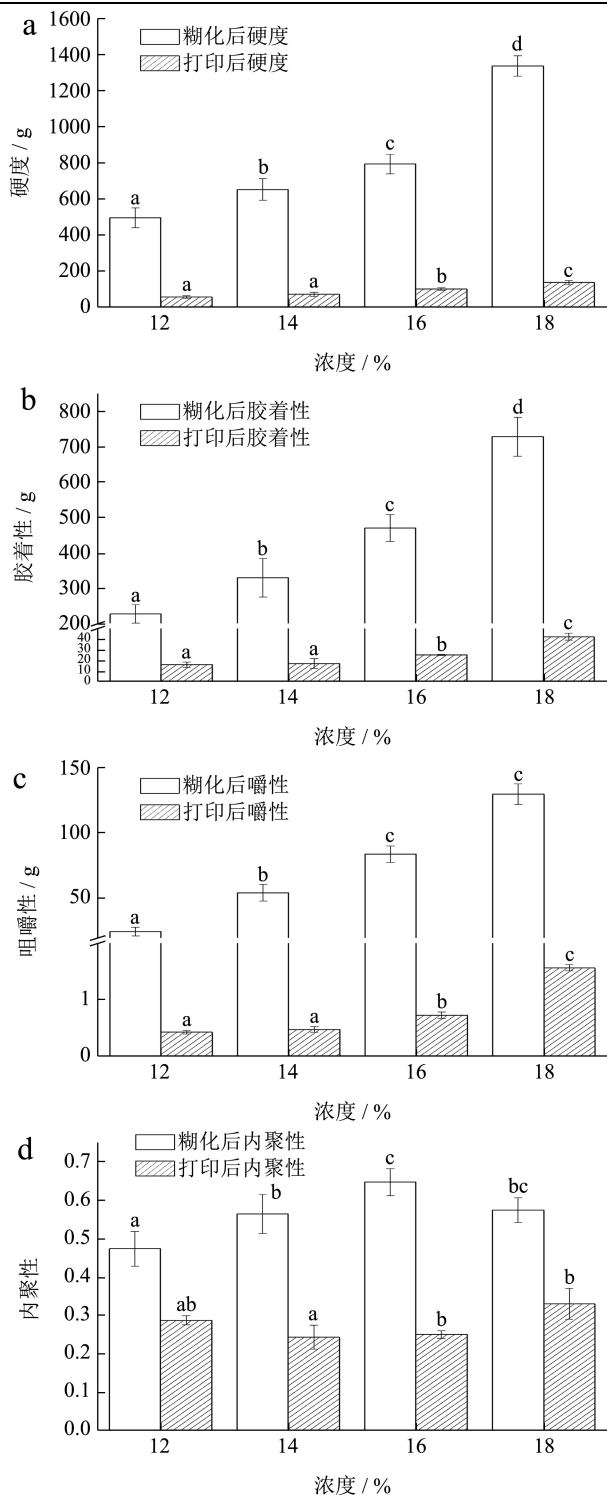 a
糊化后硬度
打印后硬度
硬度 / g
1600
1400
1200
1000
800
600
400
200
0
a
a
b
a
c
b
d
c
12 14 16 18
浓度 / %
b
糊化后胶着性
打印后胶着性
胶着性 / g
800
700
600
500
400
300
200
40
30
20
10
0
a
a
b
a
c
b
d
c
12 14 16 18
浓度 / %
c
糊化后嚼性
打印后嚼性
咀嚼性 / g
150
100
50
1
0
a
a
b
a
c
b
c
c
12 14 16 18
浓度 / %
d
糊化后内聚性
打印后内聚性
内聚性
0.7
0.6
0.5
0.4
0.3
0.2
0.1
0.0
a
ab
b
a
c
b
bc
b
12 14 16 18
浓度 / %